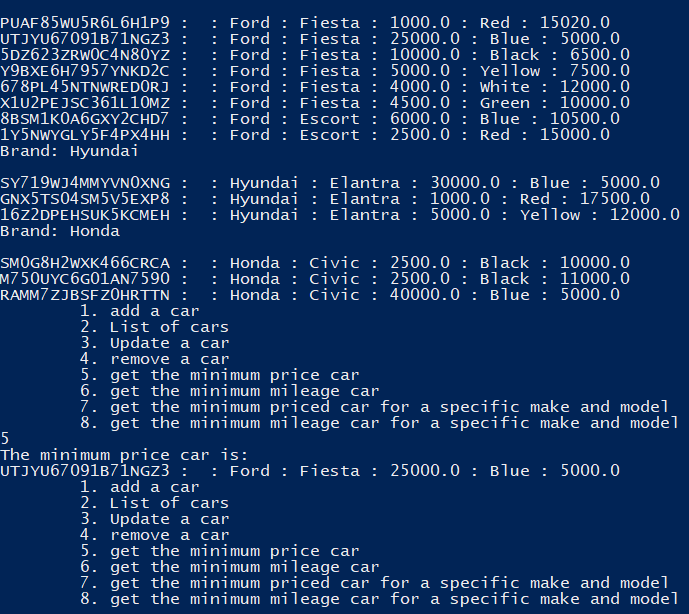 PUAF85WU5R6L6H1P9 :  : Ford : Fiesta : 1000.0 : Red : 15020.0
UTJYU67091B71NGZ3 :  : Ford : Fiesta : 25000.0 : Blue : 5000.0
5DZ623ZRW0C4N80YZ :  : Ford : Fiesta : 10000.0 : Black : 6500.0
Y9BXE6H7957YNKD2C :  : Ford : Fiesta : 5000.0 : Yellow : 7500.0
678PL45NTNWRED0RJ :  : Ford : Fiesta : 4000.0 : White : 12000.0
X1U2PEJSC361L10MZ :  : Ford : Fiesta : 4500.0 : Green : 10000.0
8BSM1K0A6GXY2CHD7 :  : Ford : Escort : 6000.0 : Blue : 10500.0
1Y5NWYGLY5F4PX4HH :  : Ford : Escort : 2500.0 : Red : 15000.0
Brand: Hyundai
SY719WJ4MMYVN0XNG :  : Hyundai : Elantra : 30000.0 : Blue : 5000.0
GNX5TS04SM5V5EXP8 :  : Hyundai : Elantra : 1000.0 : Red : 17500.0
16Z2DPEHSUK5KCMEH :  : Hyundai : Elantra : 5000.0 : Yellow : 12000.0
Brand: Honda
SM0G8H2WXK466CRCA :  : Honda : Civic : 2500.0 : Black : 10000.0
M750UYC6G01AN7590 :  : Honda : Civic : 2500.0 : Black : 11000.0
RAMM7ZJBSFZ0HRTTN :  : Honda : Civic : 40000.0 : Blue : 5000.0
1. add a car
2. List of cars
3. Update a car
4. remove a car
5. get the minimum price car
6. get the minimum mileage car
7. get the minimum priced car for a specific make and model
8. get the minimum mileage car for a specific make and model
5
The minimum price car is:
UTJYU67091B71NGZ3 :  : Ford : Fiesta : 25000.0 : Blue : 5000.0
1. add a car
2. List of cars
3. Update a car
4. remove a car
5. get the minimum price car
6. get the minimum mileage car
7. get the minimum priced car for a specific make and model
8. get the minimum mileage car for a specific make and model